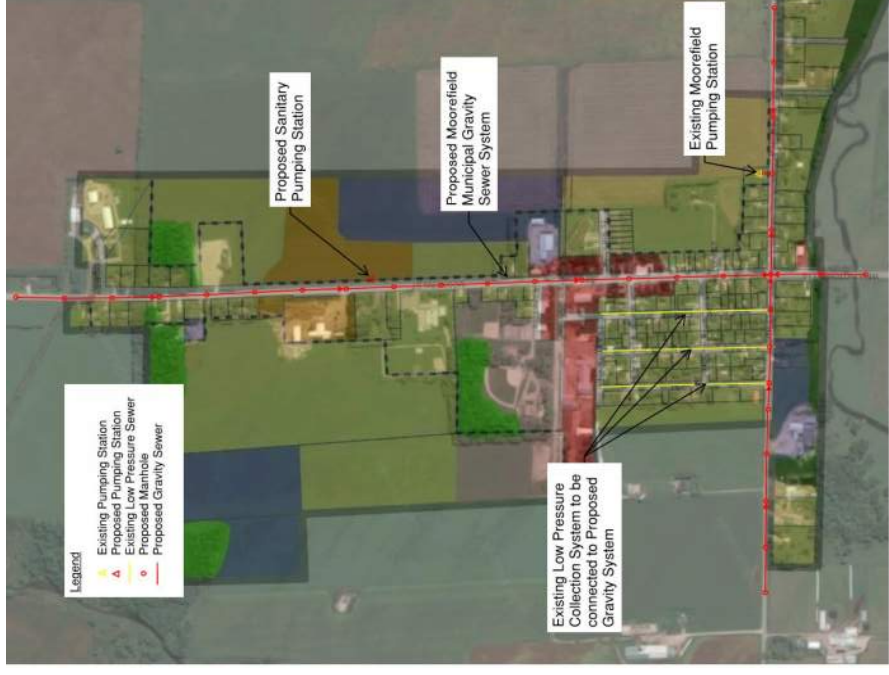 Legend
Existing Pumping Station
Proposed Pumping Station
Existing Low Pressure Sewer
Proposed Manhole
Proposed Gravity Sewer
Proposed Sanitary
Pumping Station
Proposed Moorefield
Municipal Gravity
Sewer System
Existing Moorefield
Pumping Station
Existing Low Pressure
Collection System to be
connected to Proposed
Gravity System